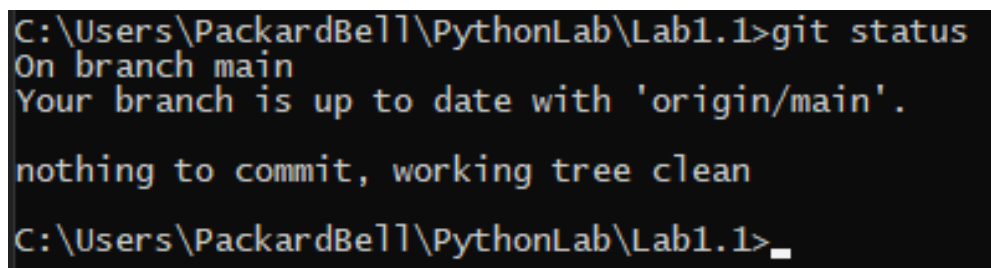 C:\Users\PackardBell\PythonLab\Lab1.1>git status
On branch main
Your branch is up to date with 'origin/main'.
nothing to commit, working tree clean
C:\Users\PackardBell\PythonLab\Lab1.1>